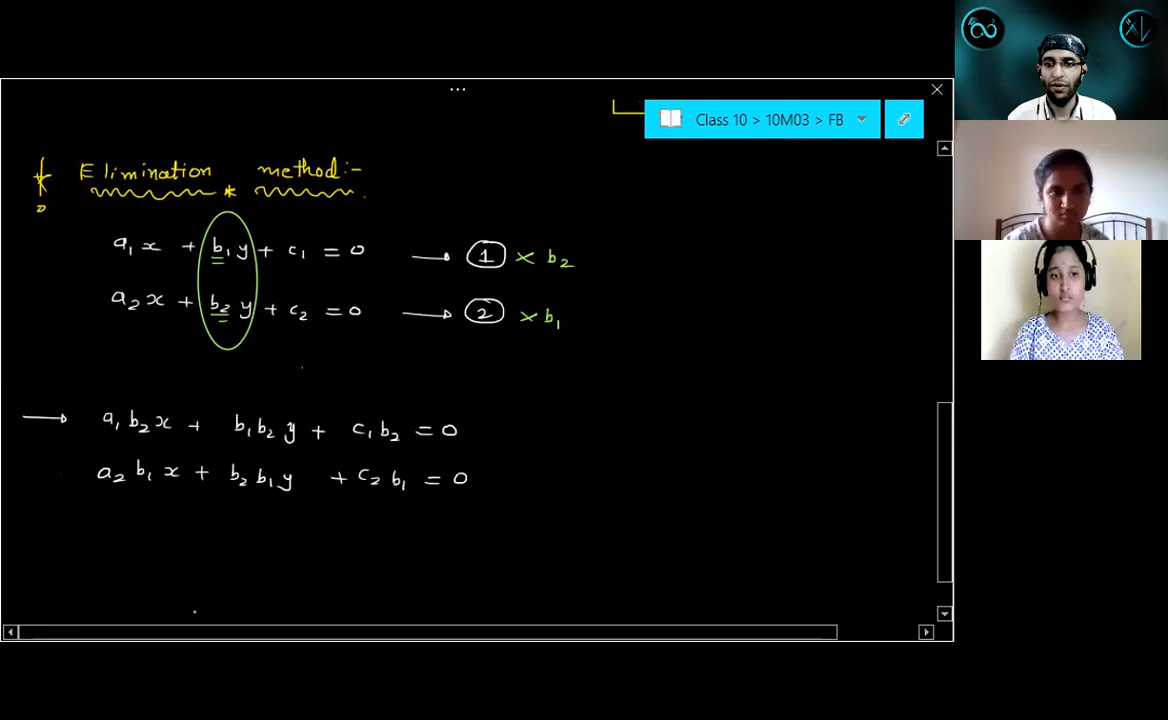 Class 10 > 10M03 > FB
* Elimination method:-
a₁x + b₁y + c₁ = 0 → ① × b₂
a₂x + b₂y + c₂ = 0 → ② × b₁
→ a₁b₂x + b₁b₂y + c₁b₂ = 0
a₂b₁x + b₂b₁y + c₂b₁ = 0